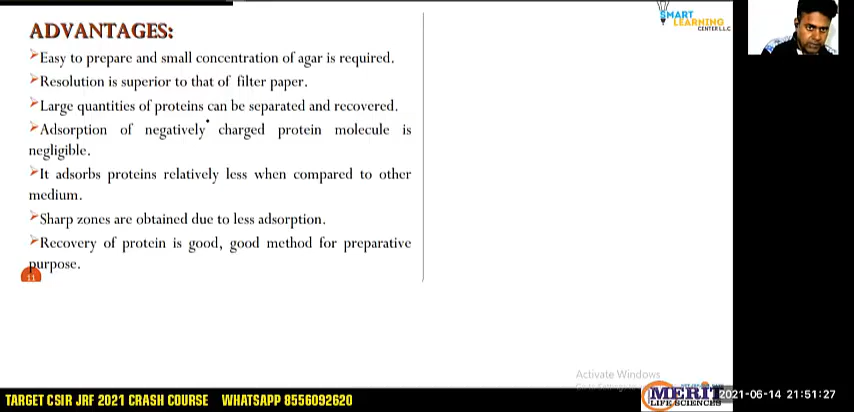 ADVANTAGES:
Easy to prepare and small concentration of agar is required.
Resolution is superior to that of filter paper.
Large quantities of proteins can be separated and recovered.
Adsorption of negatively charged protein molecule is
negligible.
It adsorbs proteins relatively less when compared to other
medium.
Sharp zones are obtained due to less adsorption.
Recovery of protein is good, good method for preparative
purpose.
11
SMART
LEARNING
CENTER LLC
Activate Windows
MERIT
LIFE SCIENCES
2021-06-14 21:51:27
TARGET CSIR JRF 2021 CRASH COURSE WHATSAPP 8556092620